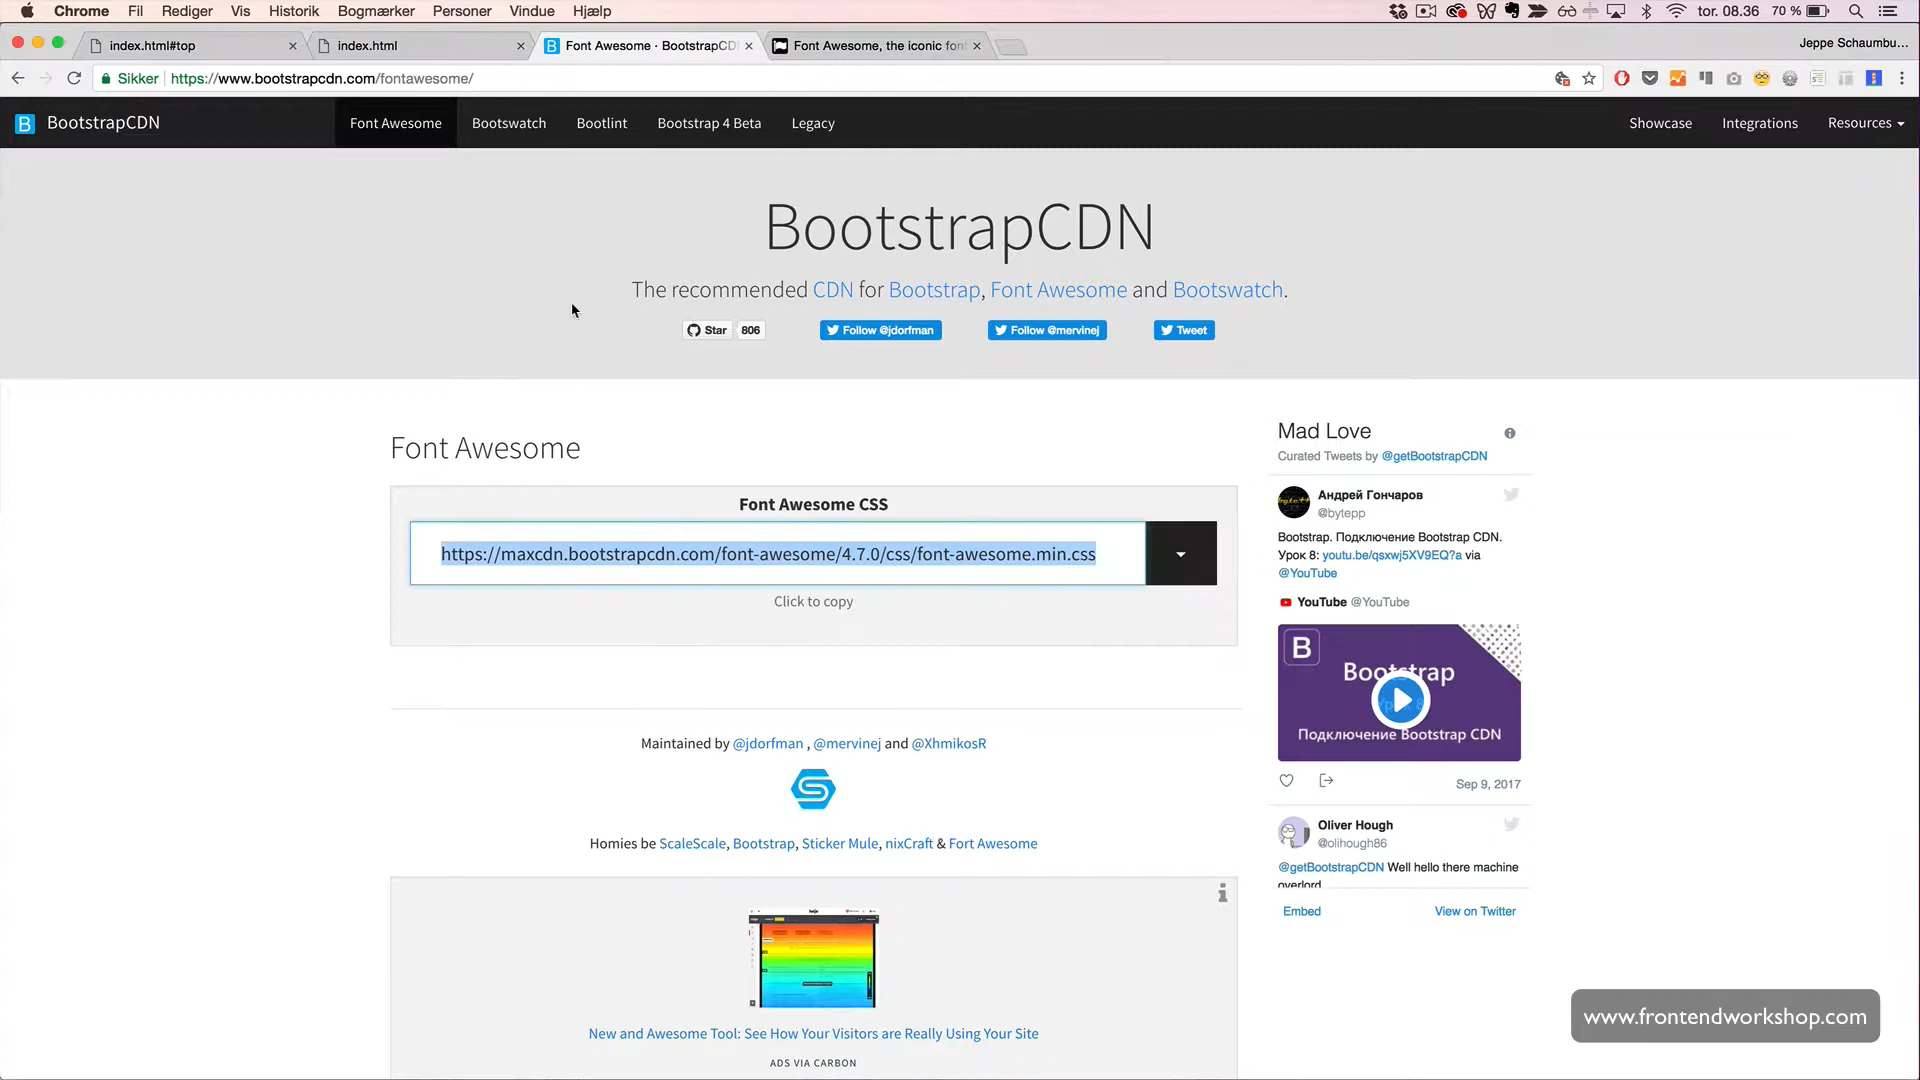 Chrome Fil Rediger Vis Historik Bogmærker Personer Vindue Hjælp tor. 08.36 70 %
index.html#top index.html Font Awesome · BootstrapCD Font Awesome, the iconic fon Jeppe Schaumbu...
Sikker https://www.bootstrapcdn.com/fontawesome/
B BootstrapCDN Font Awesome Bootswatch Bootlint Bootstrap 4 Beta Legacy Showcase Integrations Resources
BootstrapCDN
The recommended CDN for Bootstrap, Font Awesome and Bootswatch.
Star 806 Follow @jdorfman Follow @mervinej Tweet
Font Awesome
Font Awesome CSS
https://maxcdn.bootstrapcdn.com/font-awesome/4.7.0/css/font-awesome.min.css
Click to copy
Maintained by @jdorfman , @mervinej and @XhmikosR
Homies be ScaleScale, Bootstrap, Sticker Mule, nixCraft & Fort Awesome
New and Awesome Tool: See How Your Visitors are Really Using Your Site
ADS VIA CARBON
Mad Love
Curated Tweets by @getBootstrapCDN
Андрей Гончаров
@bytepp
Bootstrap. Подключение Bootstrap CDN.
Урок 8: youtu.be/qsxwj5XV9EQ?a via
@YouTube
YouTube @YouTube
B
Bootstrap
Подключение Bootstrap CDN
Sep 9, 2017
Oliver Hough
@olihough86
@getBootstrapCDN Well hello there machine
overlord
Embed View on Twitter
www.frontendworkshop.com